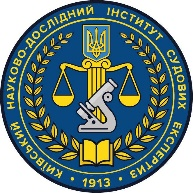 КИЇВСЬКИЙ НАУКОВО-ДОСЛІДНИЙ ІНСТИТУТ СУДОВИХ ЕКСПЕРТИЗ
• 1913 •